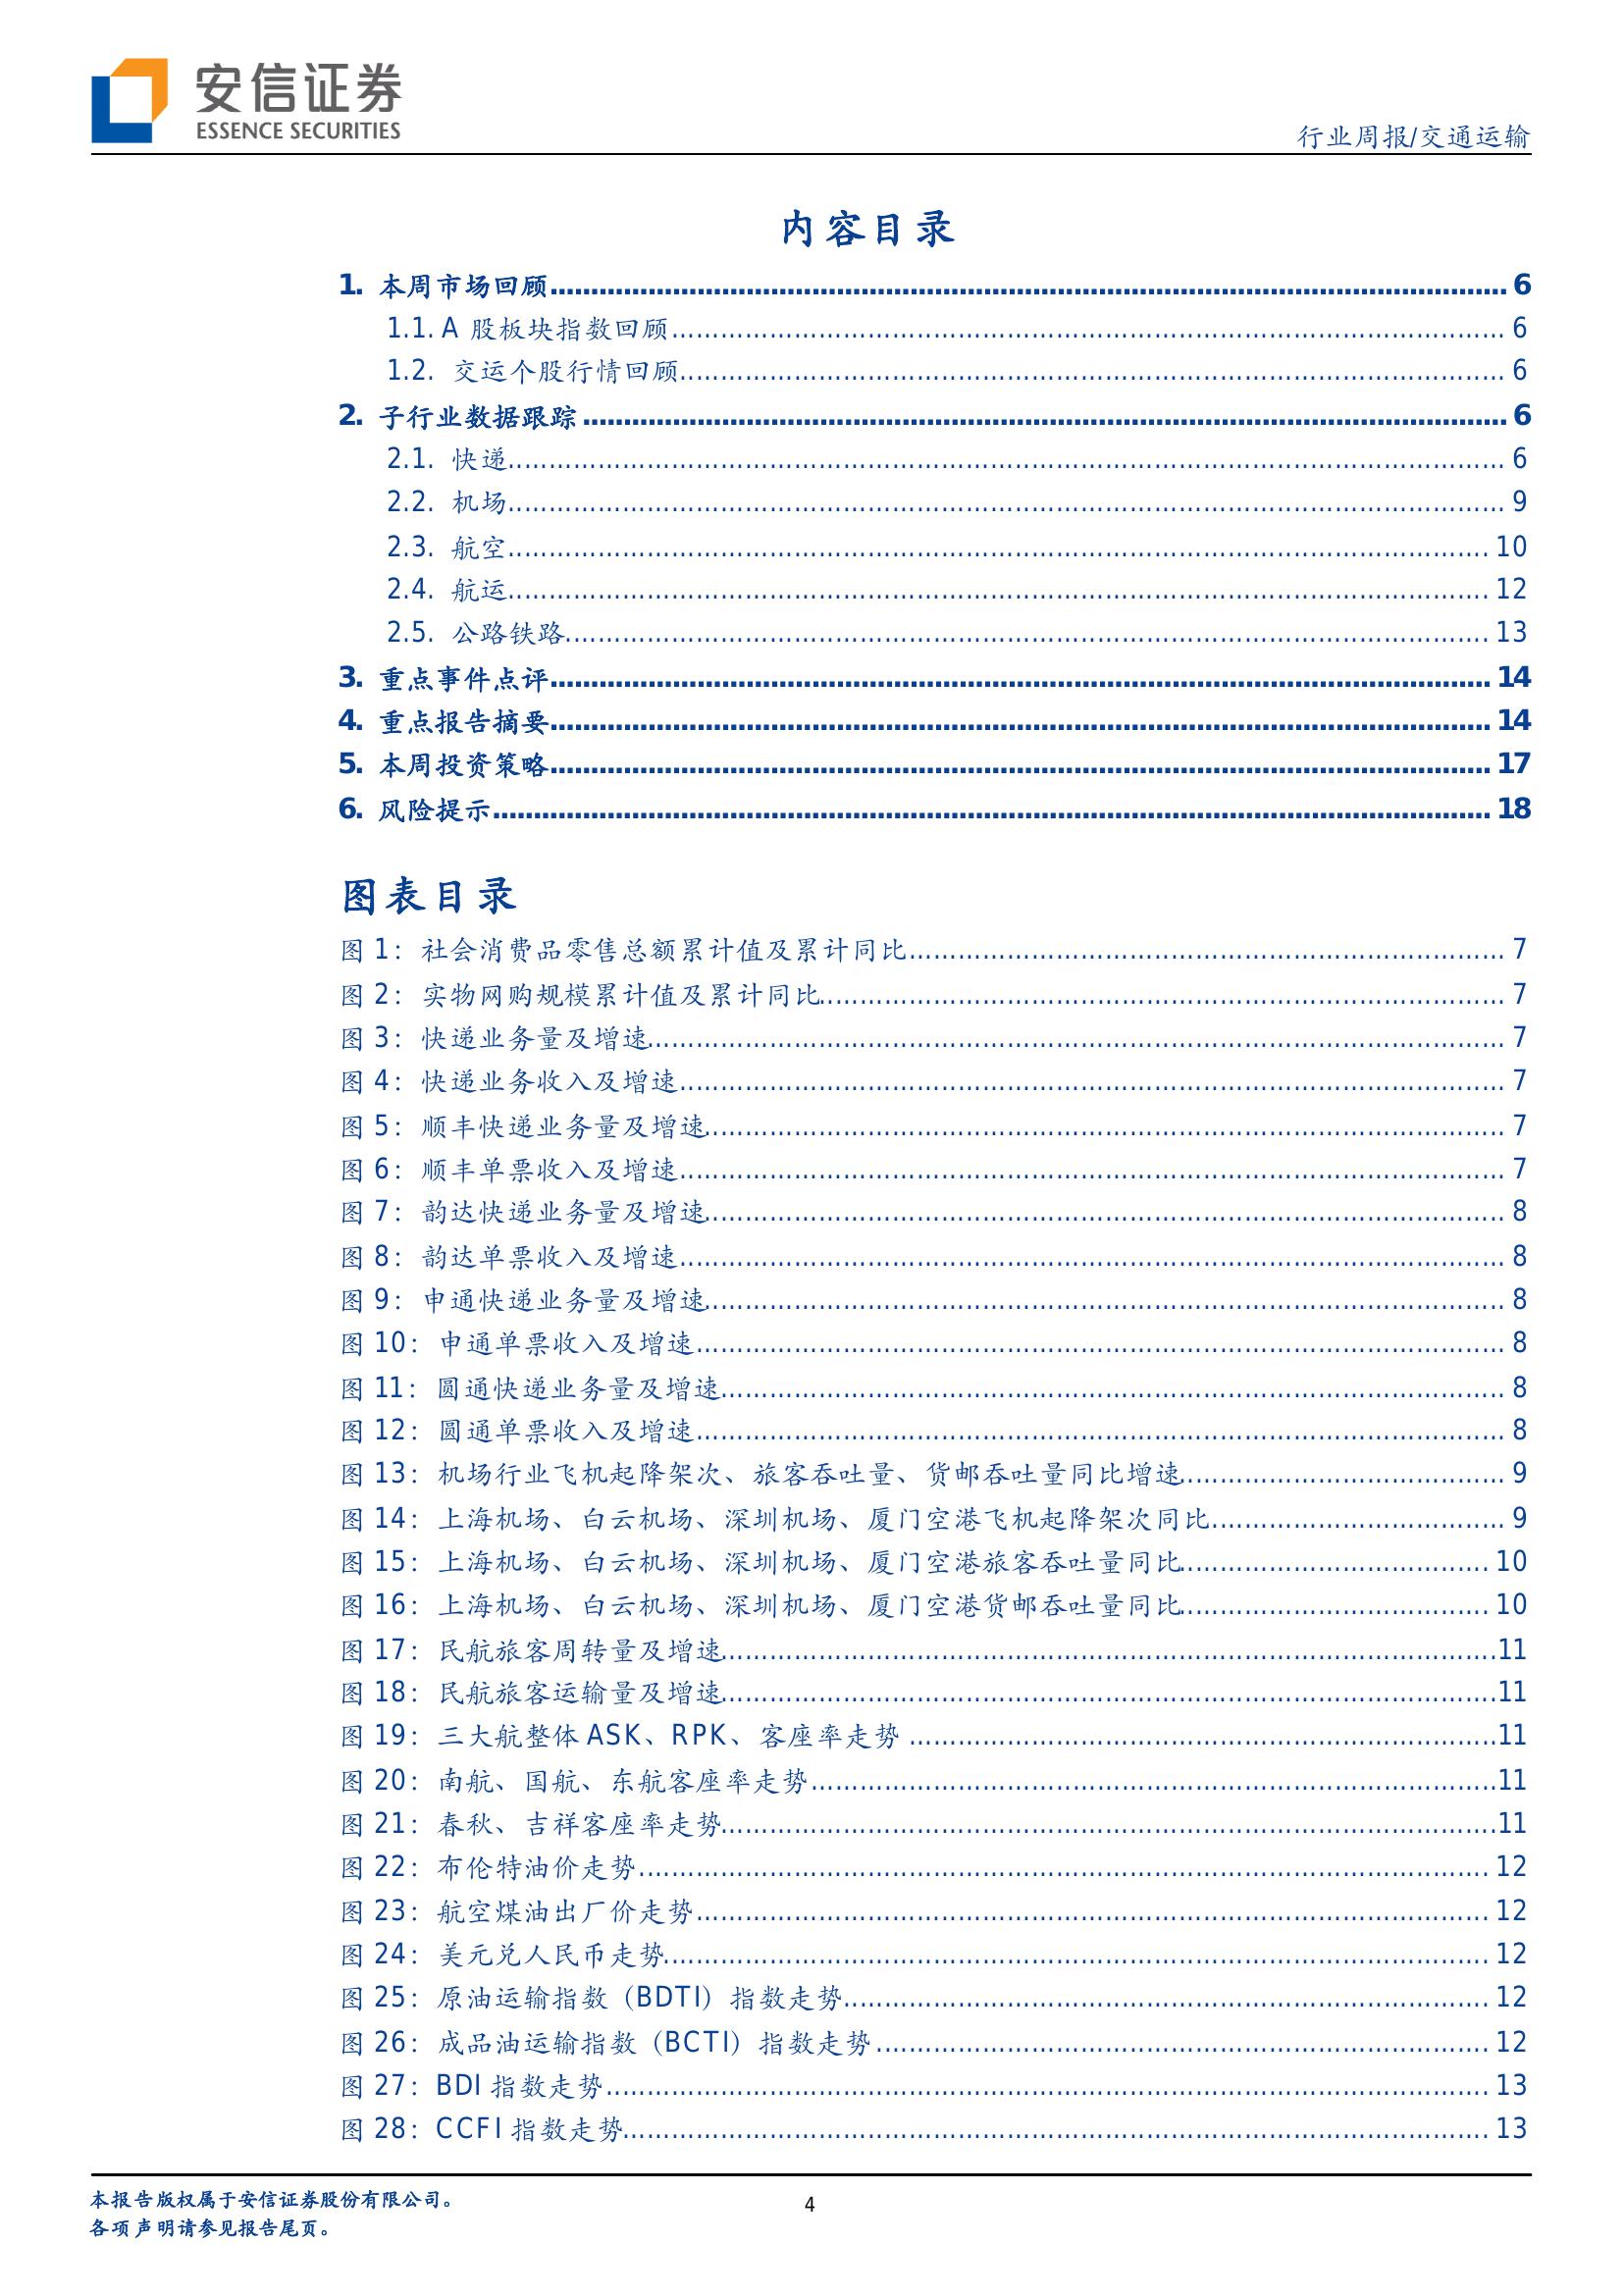 安信证券
ESSENCE SECURITIES
行业周报/交通运输
内容目录
1. 本周市场回顾 6
1.1. A 股板块指数回顾 6
1.2. 交运个股行情回顾 6
2. 子行业数据跟踪 6
2.1. 快递 6
2.2. 机场 9
2.3. 航空 10
2.4. 航运 12
2.5. 公路铁路 13
3. 重点事件点评 14
4. 重点报告摘要 14
5. 本周投资策略 17
6. 风险提示 18
图表目录
图 1：社会消费品零售总额累计值及累计同比 7
图 2：实物网购规模累计值及累计同比 7
图 3：快递业务量及增速 7
图 4：快递业务收入及增速 7
图 5：顺丰快递业务量及增速 7
图 6：顺丰单票收入及增速 7
图 7：韵达快递业务量及增速 8
图 8：韵达单票收入及增速 8
图 9：申通快递业务量及增速 8
图 10：申通单票收入及增速 8
图 11：圆通快递业务量及增速 8
图 12：圆通单票收入及增速 8
图 13：机场行业飞机起降架次、旅客吞吐量、货邮吞吐量同比增速 9
图 14：上海机场、白云机场、深圳机场、厦门空港飞机起降架次同比 9
图 15：上海机场、白云机场、深圳机场、厦门空港旅客吞吐量同比 10
图 16：上海机场、白云机场、深圳机场、厦门空港货邮吞吐量同比 10
图 17：民航旅客周转量及增速 11
图 18：民航旅客运输量及增速 11
图 19：三大航整体 ASK、RPK、客座率走势 11
图 20：南航、国航、东航客座率走势 11
图 21：春秋、吉祥客座率走势 11
图 22：布伦特油价走势 12
图 23：航空煤油出厂价走势 12
图 24：美元兑人民币走势 12
图 25：原油运输指数（BDTI）指数走势 12
图 26：成品油运输指数（BCTI）指数走势 12
图 27：BDI 指数走势 13
图 28：CCFI 指数走势 13
本报告版权属于安信证券股份有限公司。
4
各项声明请参见报告尾页。